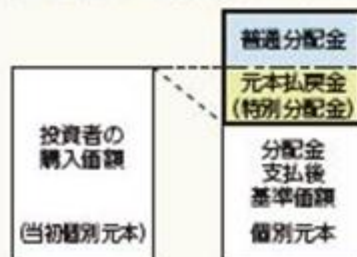 普通分配金
元本払戻金
(特別分配金)
投資者の
購入価額
(当初個別元本)
分配金
支払後
基準価額
個別元本